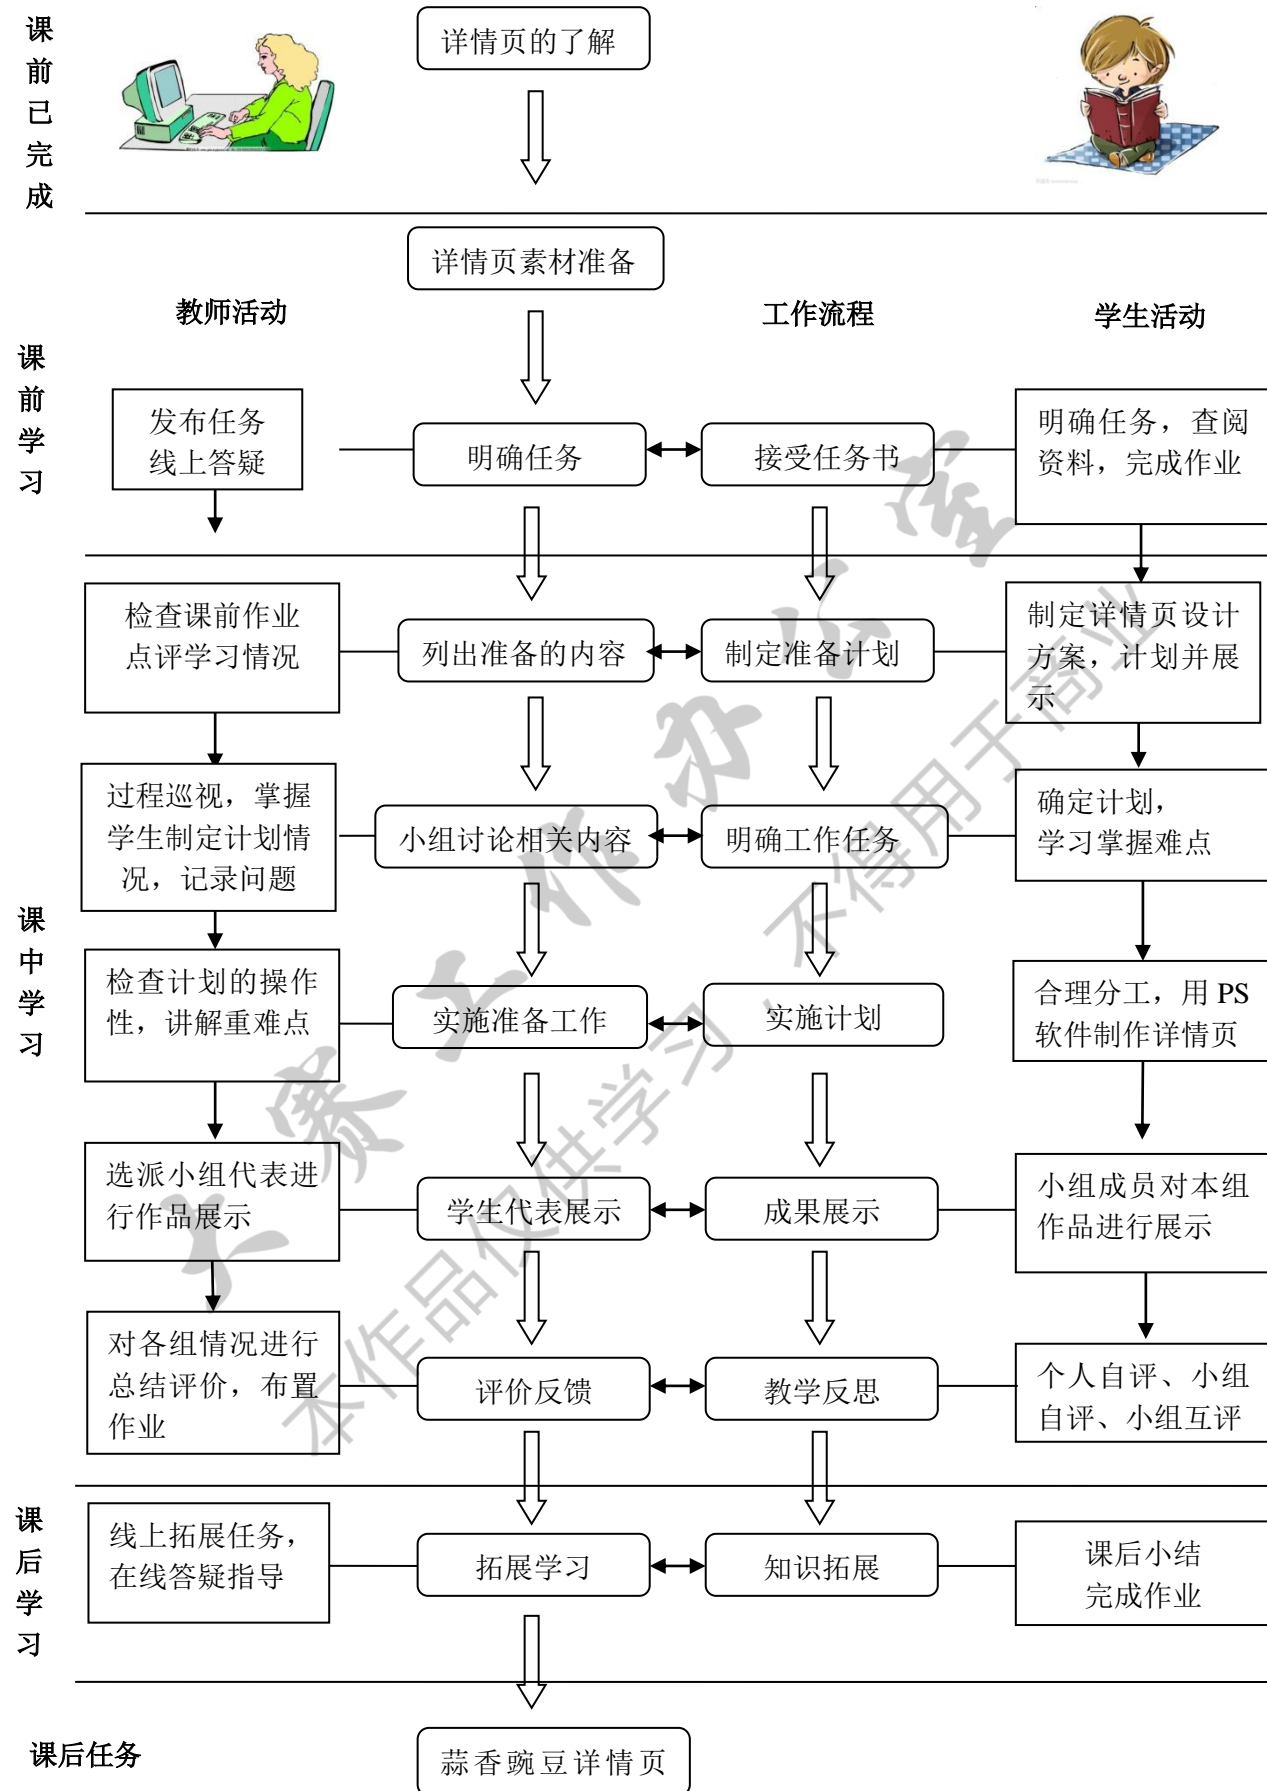 课前已完成
详情页的了解
详情页素材准备
教师活动
工作流程
学生活动
课前学习
发布任务
线上答疑
明确任务
接受任务书
明确任务，查阅
资料，完成作业
检查课前作业
点评学习情况
列出准备的内容
制定准备计划
制定详情页设计
方案，计划并展
示
课中学习
过程巡视，掌握
学生制定计划情
况，记录问题
小组讨论相关内容
明确工作任务
确定计划，
学习掌握难点
检查计划的操作
性，讲解重难点
实施准备工作
实施计划
合理分工，用 PS
软件制作详情页
选派小组代表进
行作品展示
学生代表展示
成果展示
小组成员对本组
作品进行展示
对各组情况进行
总结评价，布置
作业
评价反馈
教学反思
个人自评、小组
自评、小组互评
课后学习
线上拓展任务，
在线答疑指导
拓展学习
知识拓展
课后小结
完成作业
课后任务
蒜香豌豆详情页
大赛工作办公室
本作品仅供学习，不得用于商业